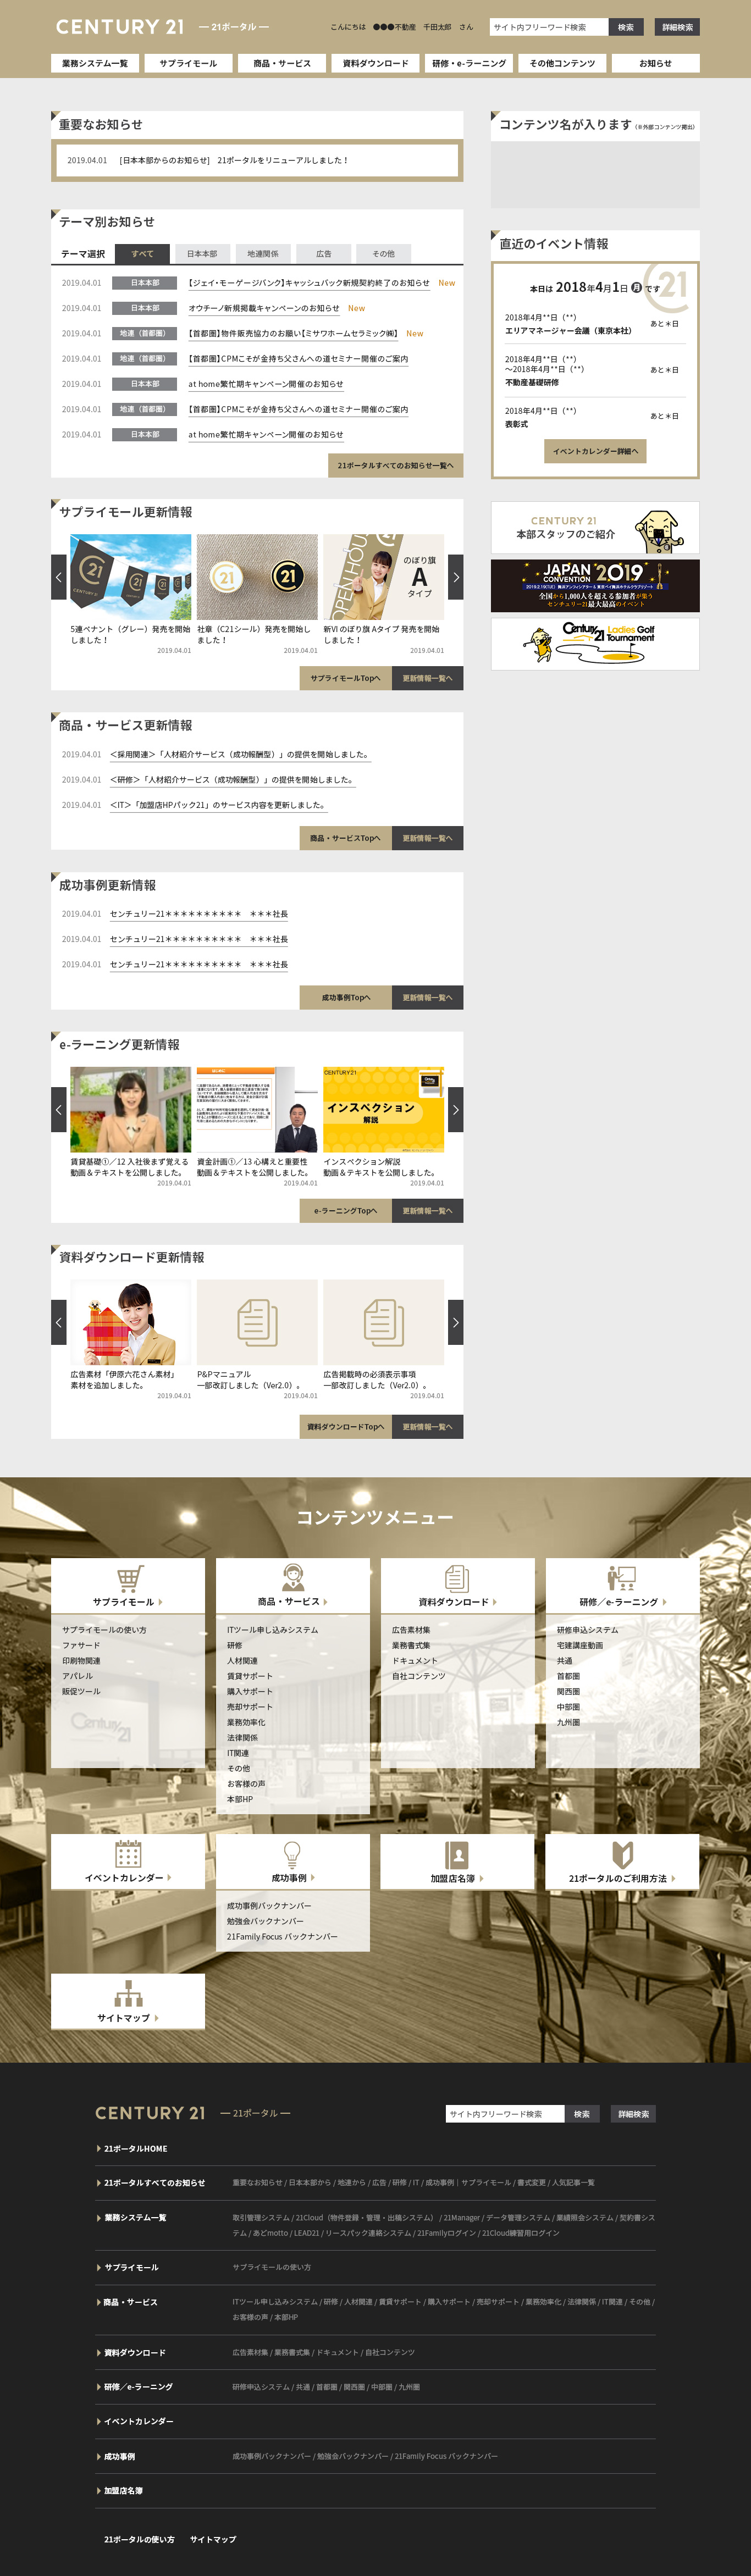 CENTURY 21 ― 21ポータル ―
こんにちは ●●●不動産 千田太郎 さん
サイト内フリーワード検索 検索 詳細検索
業務システム一覧 サプライモール 商品・サービス 資料ダウンロード 研修・e-ラーニング その他コンテンツ お知らせ
重要なお知らせ
2019.04.01 [日本本部からのお知らせ] 21ポータルをリニューアルしました！
テーマ別お知らせ
テーマ選択 すべて 日本本部 地連関係 広告 その他
2019.04.01 日本本部 【ジェイ・モーゲージバンク】キャッシュバック新規契約終了のお知らせ New
2019.04.01 日本本部 オウチーノ新規掲載キャンペーンのお知らせ New
2019.04.01 地連（首都圏） 【首都圏】物件販売協力のお願い【ミサワホームセラミック㈱】 New
2019.04.01 地連（首都圏） 【首都圏】CPMこそが金持ち父さんへの道セミナー開催のご案内
2019.04.01 日本本部 at home繁忙期キャンペーン開催のお知らせ
2019.04.01 地連（首都圏） 【首都圏】CPMこそが金持ち父さんへの道セミナー開催のご案内
2019.04.01 日本本部 at home繁忙期キャンペーン開催のお知らせ
21ポータルすべてのお知らせ一覧へ
サプライモール更新情報
OPEN HOUSE
のぼり旗
A
タイプ
5連ペナント（グレー）発売を開始しました！
2019.04.01
社章（C21シール）発売を開始しました！
2019.04.01
新VI のぼり旗 Aタイプ 発売を開始しました！
2019.04.01
サプライモールTopへ 更新情報一覧へ
商品・サービス更新情報
2019.04.01 ＜採用関連＞「人材紹介サービス（成功報酬型）」の提供を開始しました。
2019.04.01 ＜研修＞「人材紹介サービス（成功報酬型）」の提供を開始しました。
2019.04.01 ＜IT＞「加盟店HPパック21」のサービス内容を更新しました。
商品・サービスTopへ 更新情報一覧へ
成功事例更新情報
2019.04.01 センチュリー21＊＊＊＊＊＊＊＊＊＊ ＊＊＊社長
2019.04.01 センチュリー21＊＊＊＊＊＊＊＊＊＊ ＊＊＊社長
2019.04.01 センチュリー21＊＊＊＊＊＊＊＊＊＊ ＊＊＊社長
成功事例Topへ 更新情報一覧へ
e-ラーニング更新情報
CENTURY21
インスペクション
解説
賃貸基礎①／12 入社後まず覚える
動画＆テキストを公開しました。
2019.04.01
資金計画①／13 心構えと重要性
動画＆テキストを公開しました。
2019.04.01
インスペクション解説
動画＆テキストを公開しました。
2019.04.01
e-ラーニングTopへ 更新情報一覧へ
資料ダウンロード更新情報
広告素材「伊原六花さん素材」
素材を追加しました。
2019.04.01
P&Pマニュアル
一部改訂しました（Ver2.0）。
2019.04.01
広告掲載時の必須表示事項
一部改訂しました（Ver2.0）。
2019.04.01
資料ダウンロードTopへ 更新情報一覧へ
コンテンツ名が入ります（※外部コンテンツ掲出）
直近のイベント情報
本日は 2018年4月1日 月 です
2018年4月**日（**）
エリアマネージャー会議（東京本社）
あと＊日
2018年4月**日（**）
～2018年4月**日（**）
不動産基礎研修
あと＊日
2018年4月**日（**）
表彰式
あと＊日
イベントカレンダー詳細へ
CENTURY 21
本部スタッフのご紹介
JAPAN CONVENTION 2019
全国から1,000人を超える参加者が集う
センチュリー21最大最高のイベント
Century 21 Ladies Golf Tournament
コンテンツメニュー
サプライモール
サプライモールの使い方
ファサード
印刷物関連
アパレル
販促ツール
商品・サービス
ITツール申し込みシステム
研修
人材関連
賃貸サポート
購入サポート
売却サポート
業務効率化
法律関係
IT関連
その他
お客様の声
本部HP
資料ダウンロード
広告素材集
業務書式集
ドキュメント
自社コンテンツ
研修／e-ラーニング
研修申込システム
宅建講座動画
共通
首都圏
関西圏
中部圏
九州圏
イベントカレンダー
成功事例
成功事例バックナンバー
勉強会バックナンバー
21Family Focus バックナンバー
加盟店名簿
21ポータルのご利用方法
サイトマップ
CENTURY 21 ― 21ポータル ―
サイト内フリーワード検索 検索 詳細検索
21ポータルHOME
21ポータルすべてのお知らせ 重要なお知らせ / 日本本部から / 地連から / 広告 / 研修 / IT / 成功事例｜サプライモール / 書式変更 / 人気記事一覧
業務システム一覧 取引管理システム / 21Cloud（物件登録・管理・出稿システム） / 21Manager / データ管理システム / 業績照会システム / 契約書シス
テム / あどmotto / LEAD21 / リースバック連絡システム / 21Familyログイン / 21Cloud練習用ログイン
サプライモール サプライモールの使い方
商品・サービス ITツール申し込みシステム / 研修 / 人材関連 / 賃貸サポート / 購入サポート / 売却サポート / 業務効率化 / 法律関係 / IT関連 / その他 /
お客様の声 / 本部HP
資料ダウンロード 広告素材集 / 業務書式集 / ドキュメント / 自社コンテンツ
研修／e-ラーニング 研修申込システム / 共通 / 首都圏 / 関西圏 / 中部圏 / 九州圏
イベントカレンダー
成功事例 成功事例バックナンバー / 勉強会バックナンバー / 21Family Focus バックナンバー
加盟店名簿
21ポータルの使い方 サイトマップ